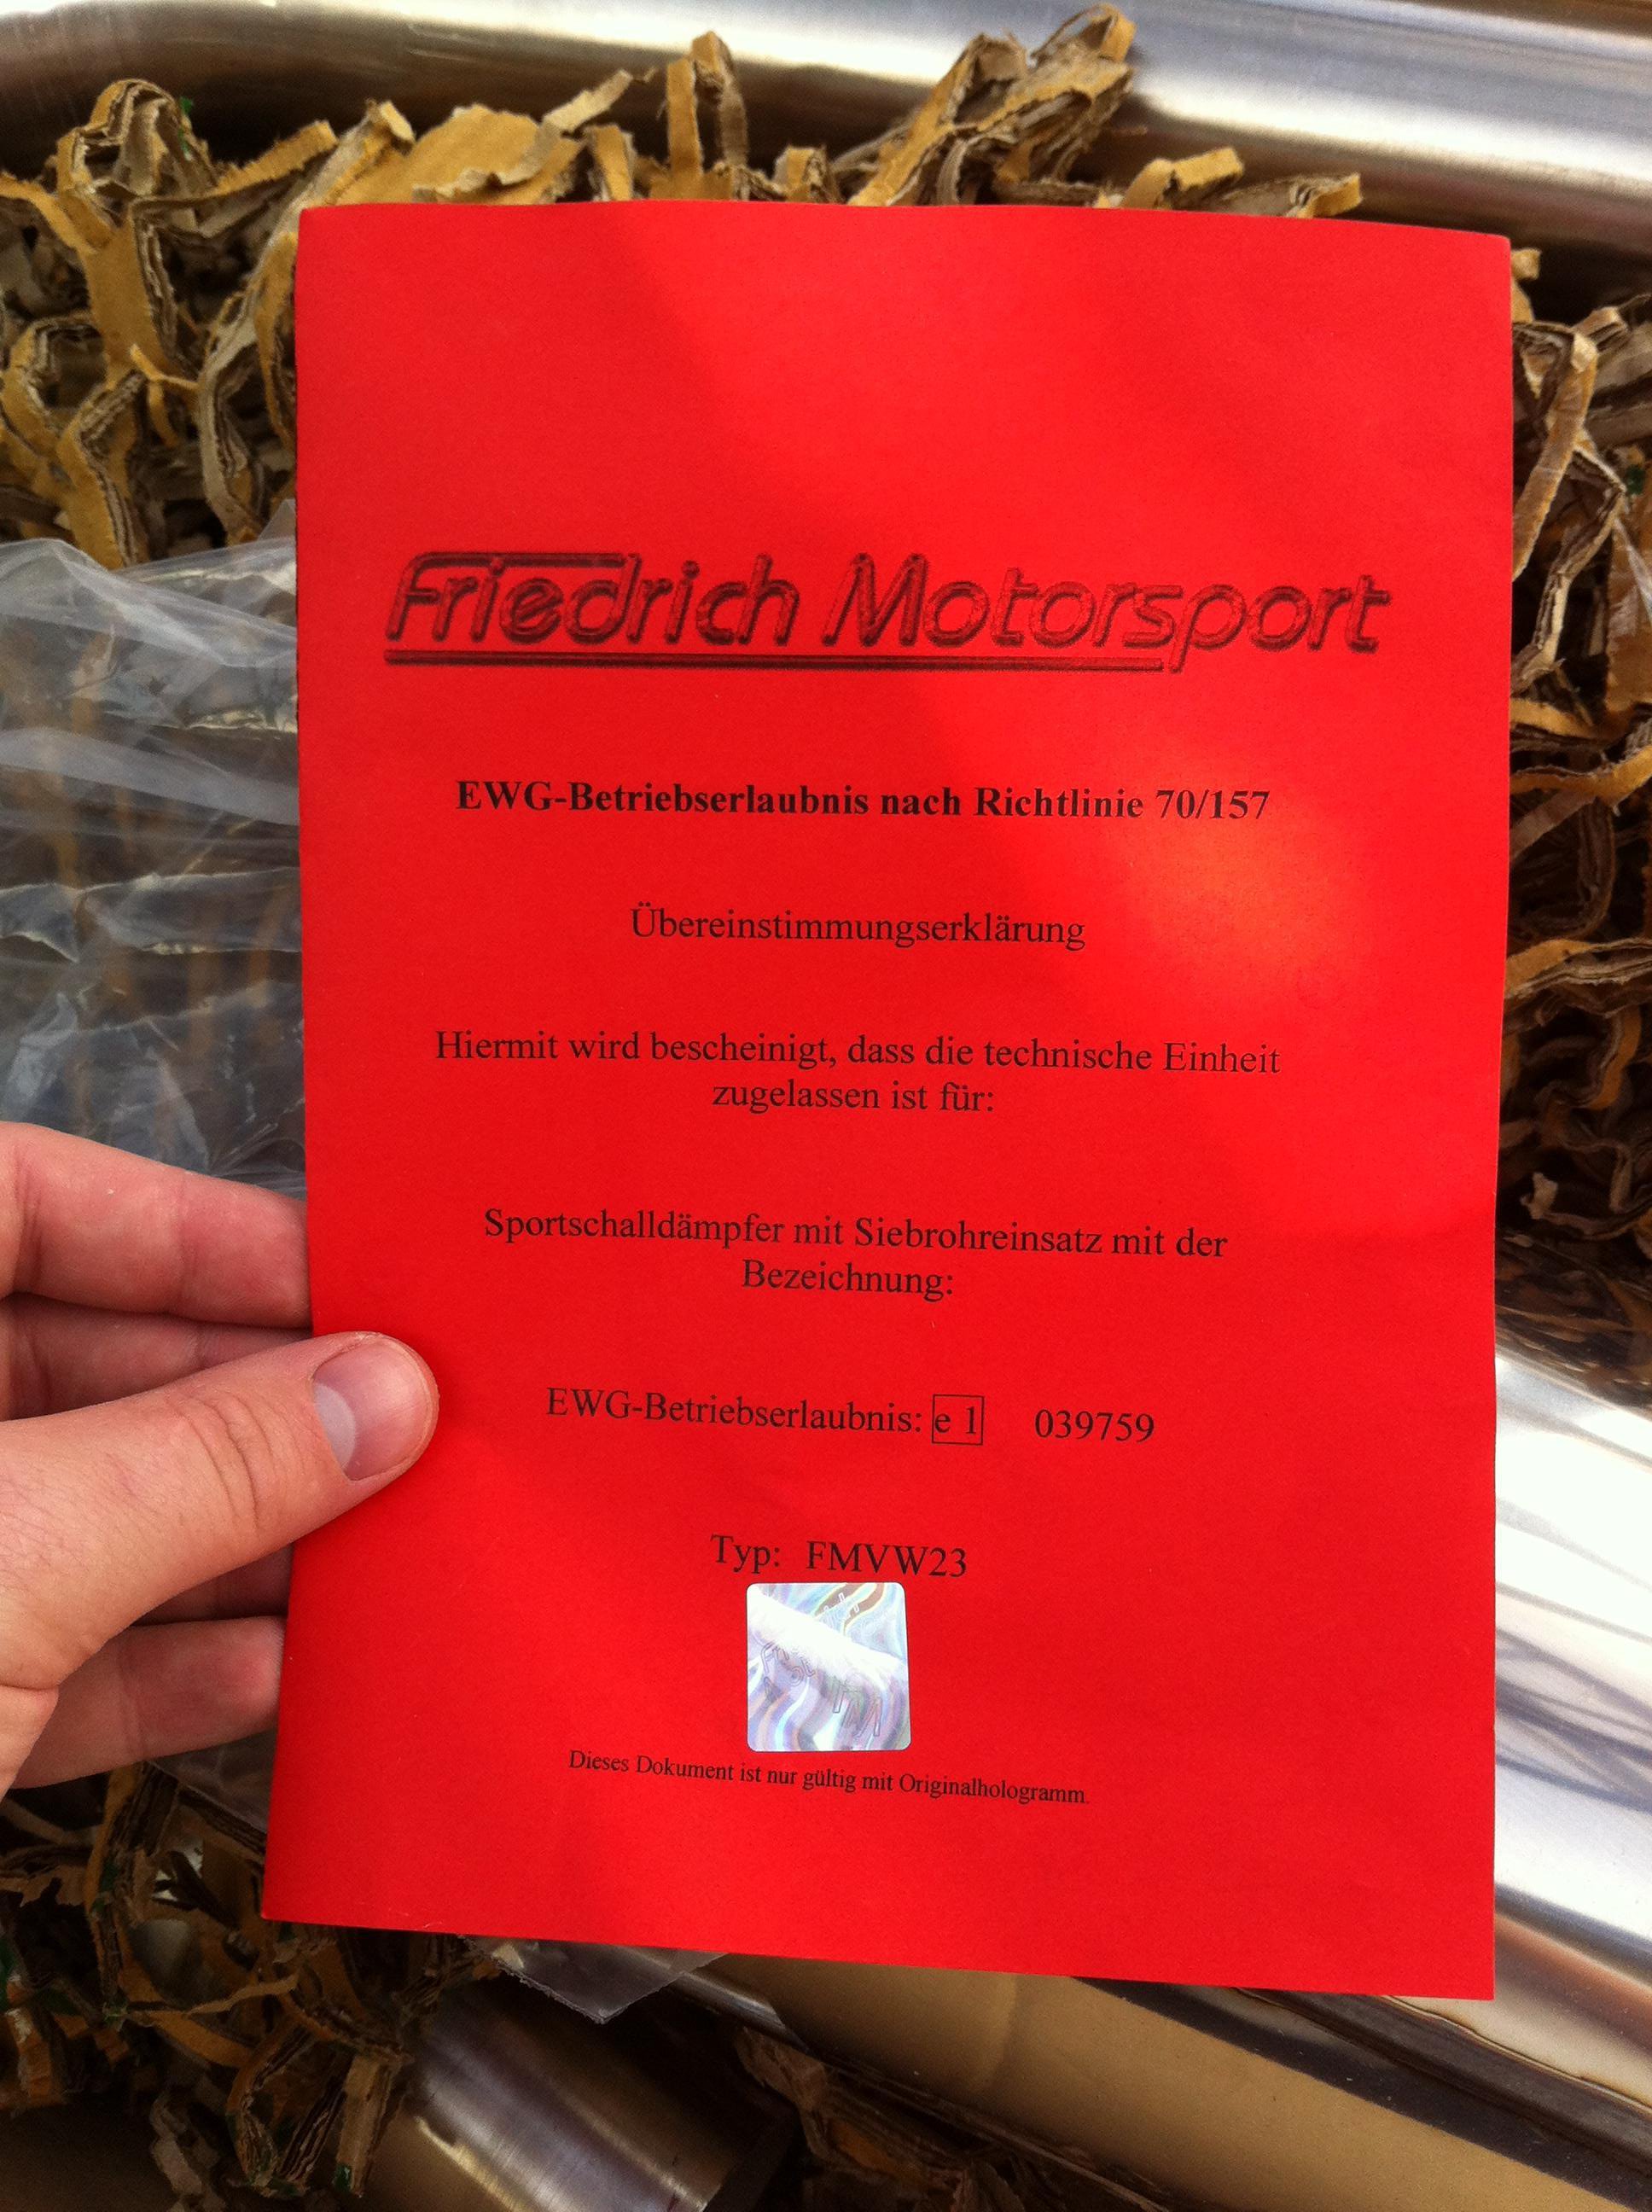 Friedrich Motorsport
EWG-Betriebserlaubnis nach Richtlinie 70/157
Übereinstimmungserklärung
Hiermit wird bescheinigt, dass die technische Einheit
zugelassen ist für:
Sportschalldämpfer mit Siebrohreinsatz mit der
Bezeichnung:
EWG-Betriebserlaubnis: e 1 039759
Typ: FMVW23
Dieses Dokument ist nur gültig mit Originalhologramm.